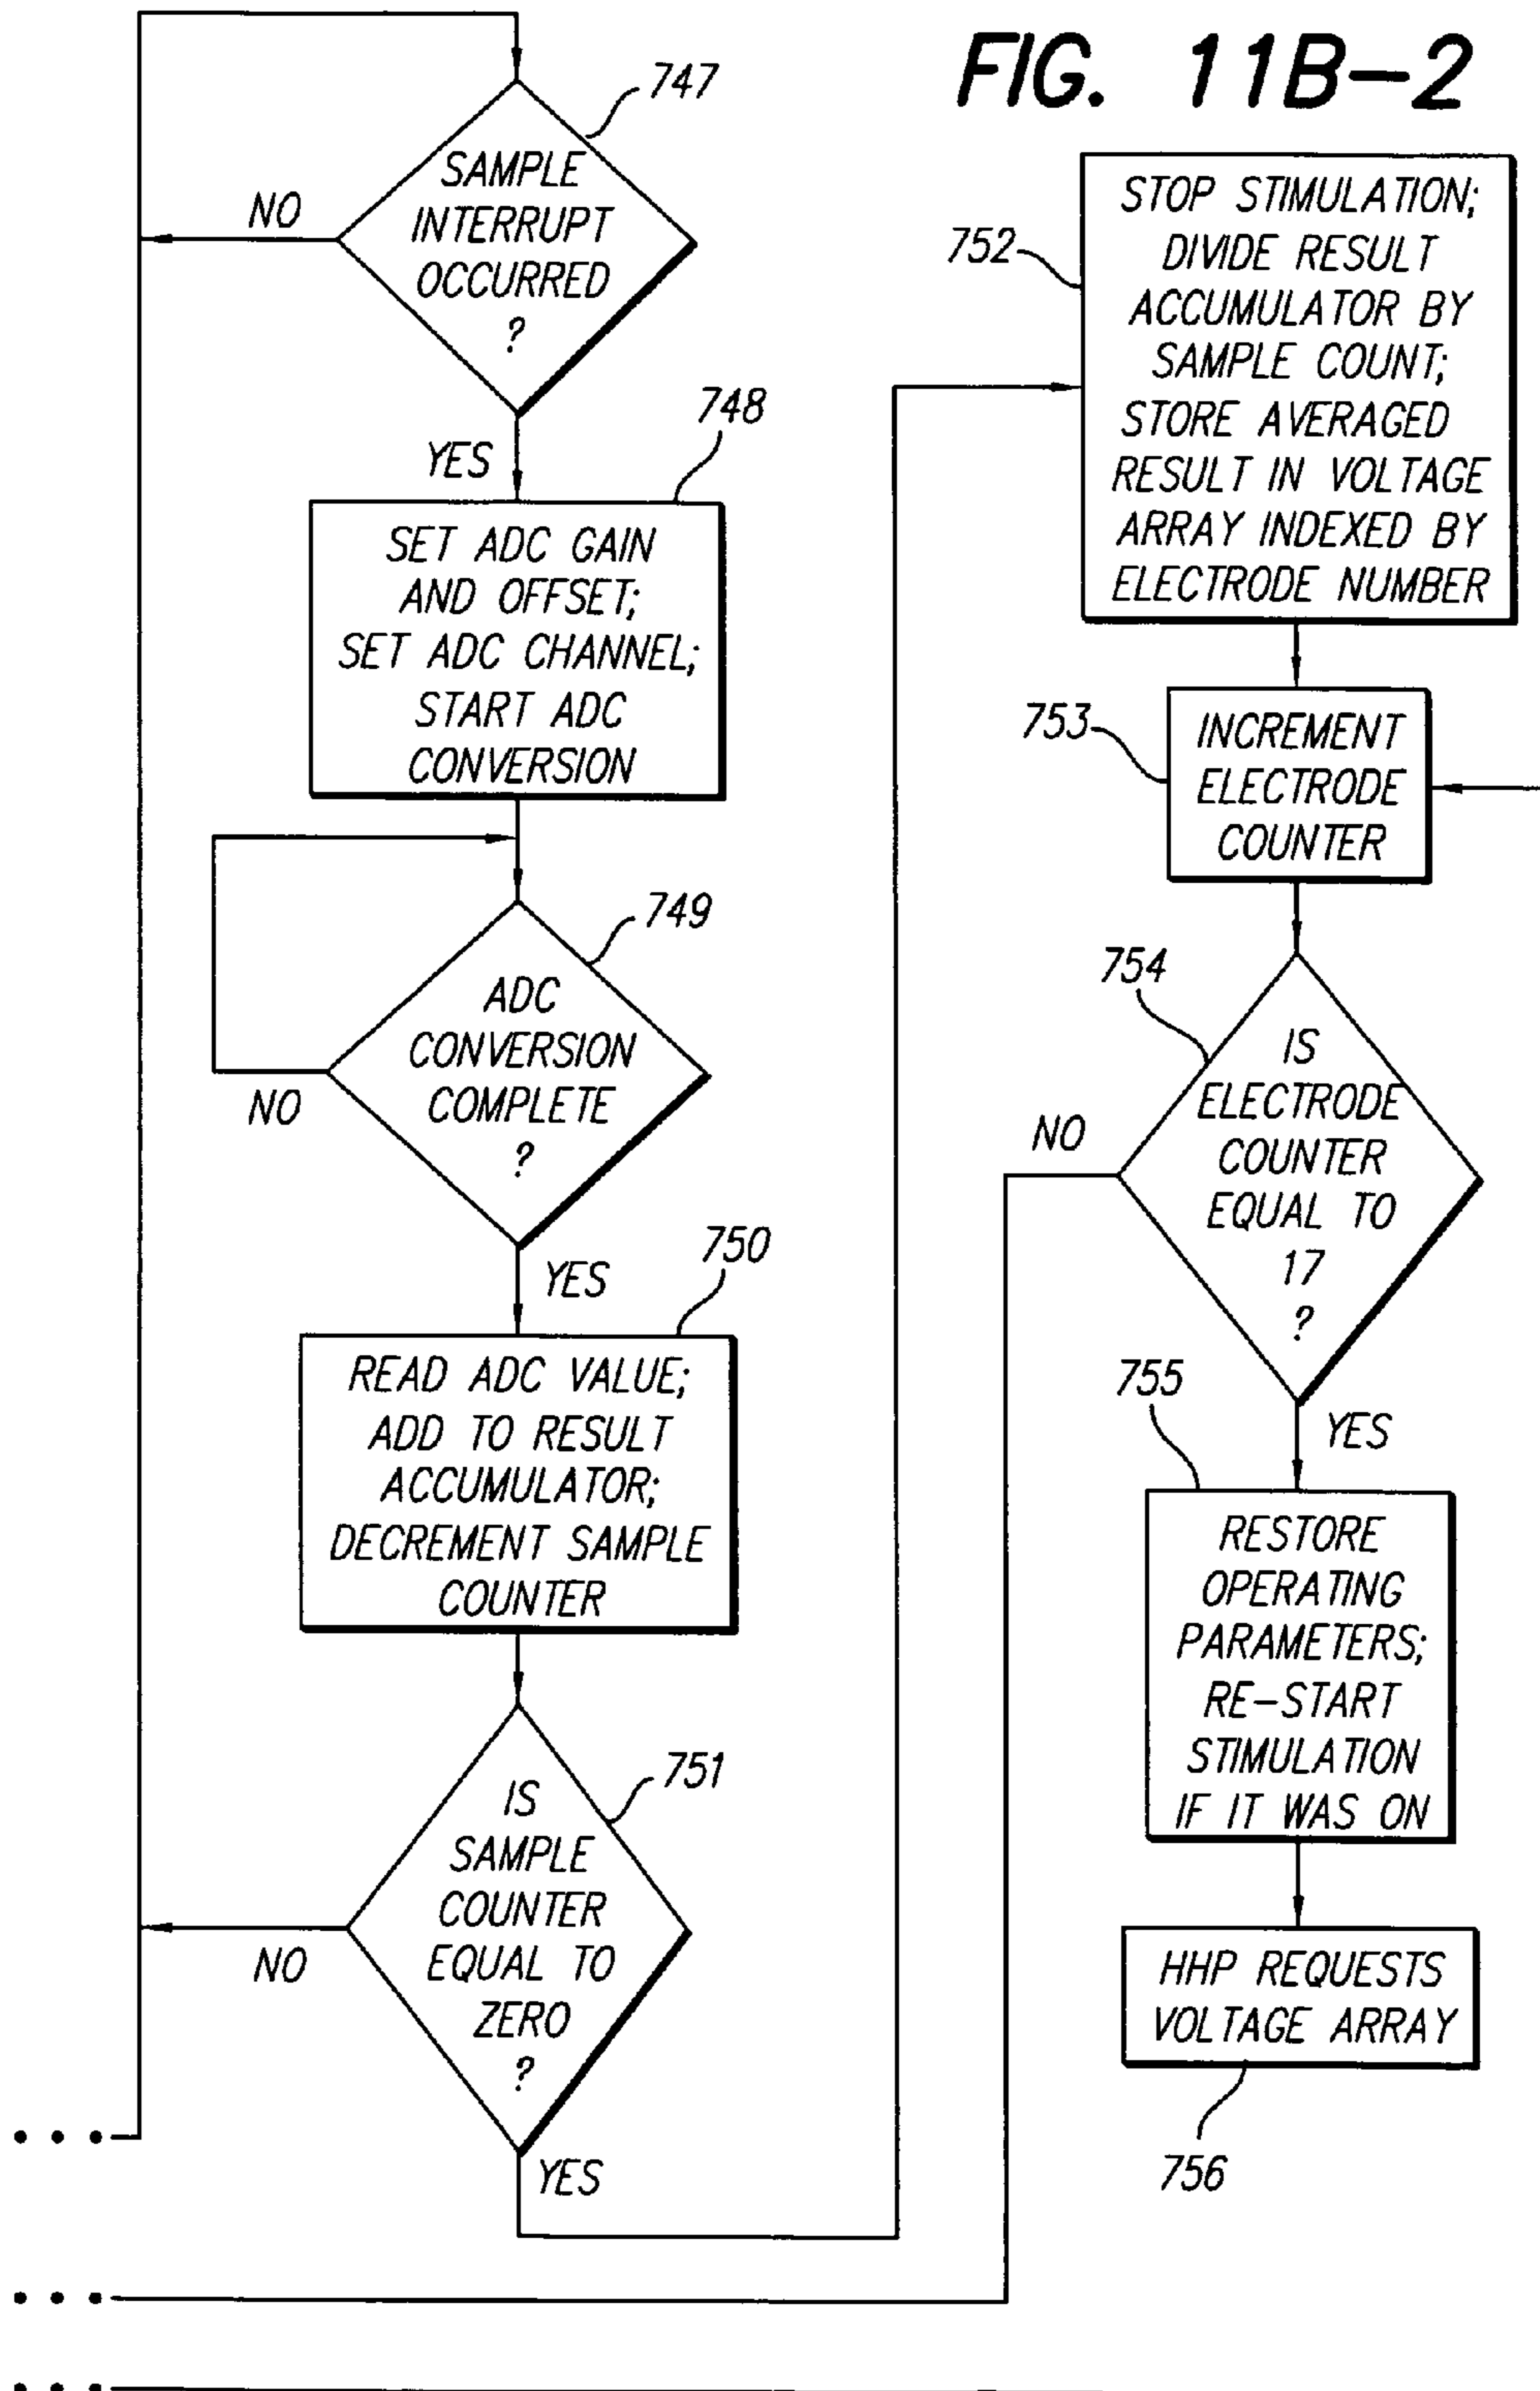 FIG. 11B-2
747
SAMPLE
INTERRUPT
OCCURRED
?
NO
YES
748
SET ADC GAIN
AND OFFSET;
SET ADC CHANNEL;
START ADC
CONVERSION
749
ADC
CONVERSION
COMPLETE
?
NO
YES
750
READ ADC VALUE;
ADD TO RESULT
ACCUMULATOR;
DECREMENT SAMPLE
COUNTER
751
IS
SAMPLE
COUNTER
EQUAL TO
ZERO
?
NO
YES
752
STOP STIMULATION;
DIVIDE RESULT
ACCUMULATOR BY
SAMPLE COUNT;
STORE AVERAGED
RESULT IN VOLTAGE
ARRAY INDEXED BY
ELECTRODE NUMBER
753
INCREMENT
ELECTRODE
COUNTER
754
IS
ELECTRODE
COUNTER
EQUAL TO
17
?
NO
YES
755
RESTORE
OPERATING
PARAMETERS;
RE-START
STIMULATION
IF IT WAS ON
HHP REQUESTS
VOLTAGE ARRAY
756